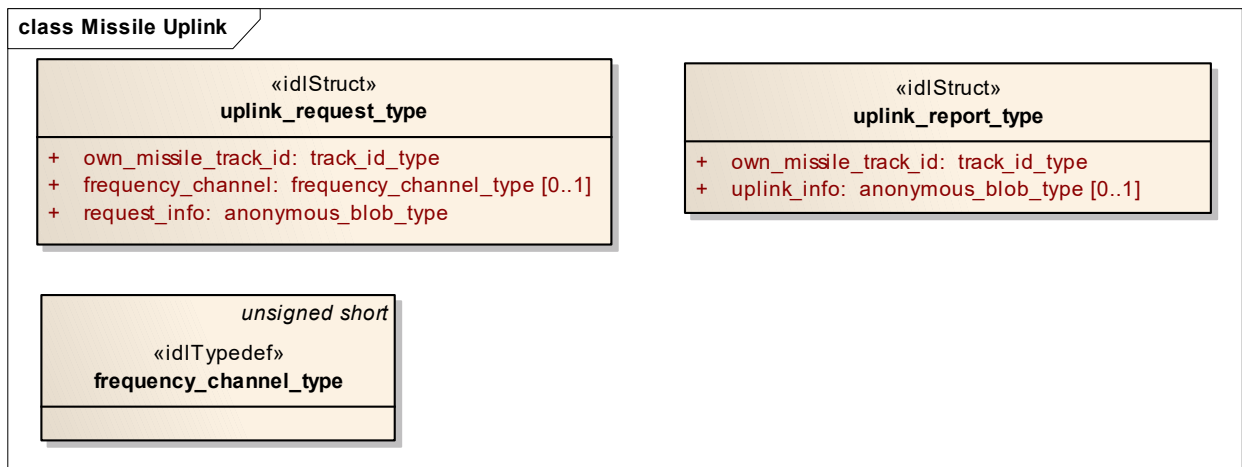 class Missile Uplink
«idlStruct»
uplink_request_type
+ own_missile_track_id: track_id_type
+ frequency_channel: frequency_channel_type [0..1]
+ request_info: anonymous_blob_type
«idlStruct»
uplink_report_type
+ own_missile_track_id: track_id_type
+ uplink_info: anonymous_blob_type [0..1]
unsigned short
«idlTypedef»
frequency_channel_type